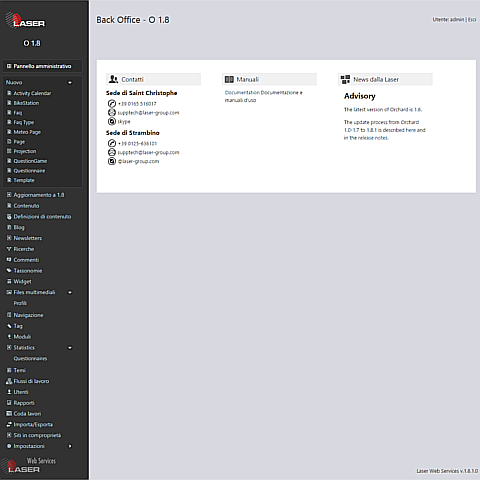 LASER
O 1.8
Pannello amministrativo
Nuovo
Activity Calendar
BikeStation
Faq
Faq Type
Meteo Page
Page
Projection
QuestionGame
Questionnaire
Template
Aggiornamento a 1.8
Contenuto
Definizioni di contenuto
Blog
Newsletters
Ricerche
Commenti
Tassonomie
Widget
Files multimediali
Profili
Navigazione
Tag
Moduli
Statistics
Questionnaires
Temi
Flussi di lavoro
Utenti
Rapporti
Coda lavori
Importa/Esporta
Siti in comproprietà
Impostazioni
Web Services
LASER
Back Office - O 1.8
Utente: admin | Esci
Contatti
Sede di Saint Christophe
+39 0165 516017
supptech@laser-group.com
skype
Sede di Strambino
+39 0125-636101
supptech@laser-group.com
@laser-group.com
Manuali
Documentation Documentazione e
manuali d'uso
News dalla Laser
Advisory
The latest version of Orchard is 1.8.
The update process from Orchard
1.0-1.7 to 1.8.1 is described here and
in the release notes.
Laser Web Services v.1.8.1.0